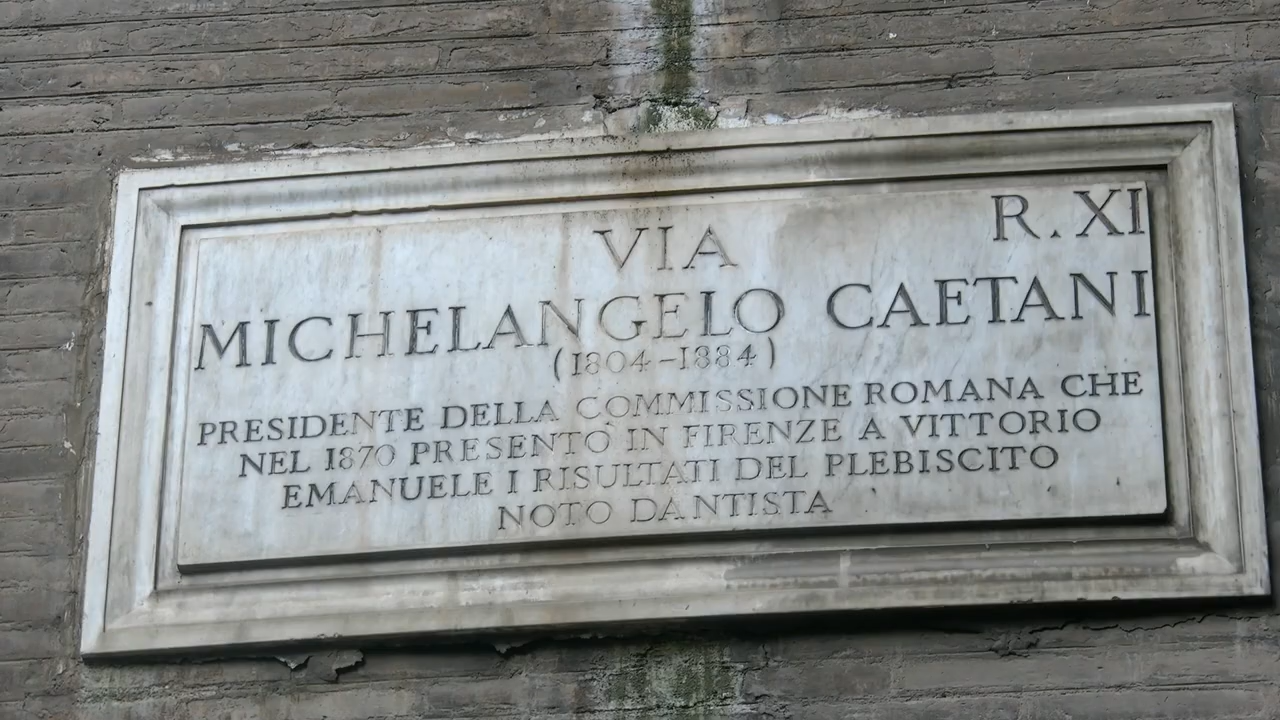 R. XI
VIA
MICHELANGELO CAETANI
(1804-1884)
PRESIDENTE DELLA COMMISSIONE ROMANA CHE
NEL 1870 PRESENTÒ IN FIRENZE A VITTORIO
EMANUELE I RISULTATI DEL PLEBISCITO
NOTO DANTISTA